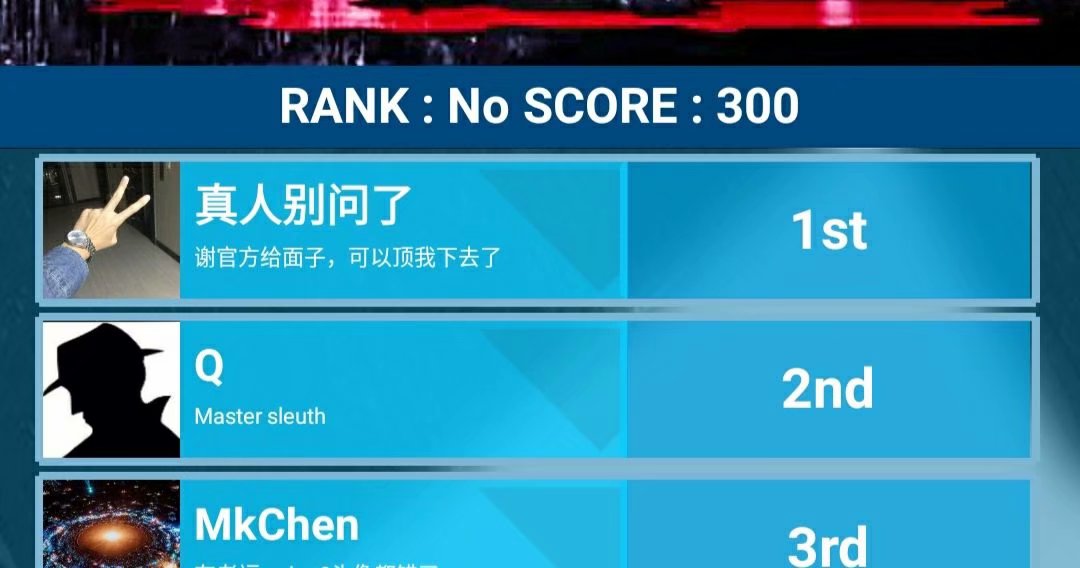 RANK : No SCORE : 300
真人别问了
谢官方给面子，可以顶我下去了
1st
Q
Master sleuth
2nd
MkChen
3rd